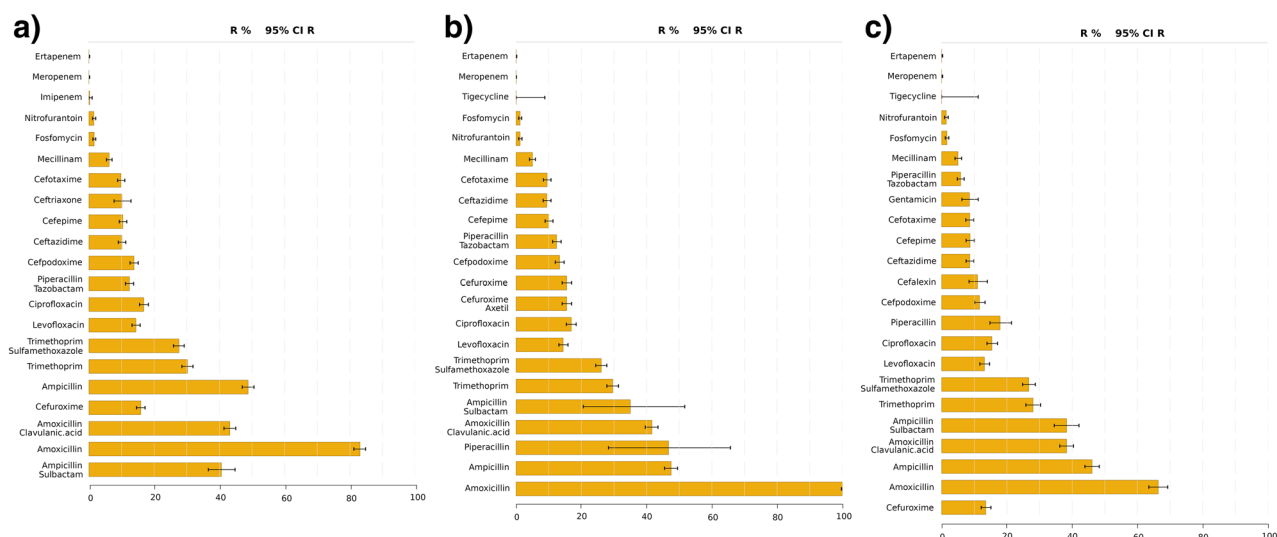 a)
R % 95% CI R
Ertapenem
Meropenem
Imipenem
Nitrofurantoin
Fosfomycin
Mecillinam
Cefotaxime
Ceftriaxone
Cefepime
Ceftazidime
Cefpodoxime
Piperacillin
Tazobactam
Ciprofloxacin
Levofloxacin
Trimethoprim
Sulfamethoxazole
Trimethoprim
Ampicillin
Cefuroxime
Amoxicillin
Clavulanic.acid
Amoxicillin
Ampicillin
Sulbactam
0 20 40 60 80 100
b)
R % 95% CI R
Ertapenem
Meropenem
Tigecycline
Fosfomycin
Nitrofurantoin
Mecillinam
Cefotaxime
Ceftazidime
Cefepime
Piperacillin
Tazobactam
Cefpodoxime
Cefuroxime
Cefuroxime
Axetil
Ciprofloxacin
Levofloxacin
Trimethoprim
Sulfamethoxazole
Trimethoprim
Ampicillin
Sulbactam
Amoxicillin
Clavulanic.acid
Piperacillin
Ampicillin
Amoxicillin
0 20 40 60 80 100
c)
R % 95% CI R
Ertapenem
Meropenem
Tigecycline
Nitrofurantoin
Fosfomycin
Mecillinam
Piperacillin
Tazobactam
Gentamicin
Cefotaxime
Cefepime
Ceftazidime
Cefalexin
Cefpodoxime
Piperacillin
Ciprofloxacin
Levofloxacin
Trimethoprim
Sulfamethoxazole
Trimethoprim
Ampicillin
Sulbactam
Amoxicillin
Clavulanic.acid
Ampicillin
Amoxicillin
Cefuroxime
0 20 40 60 80 100